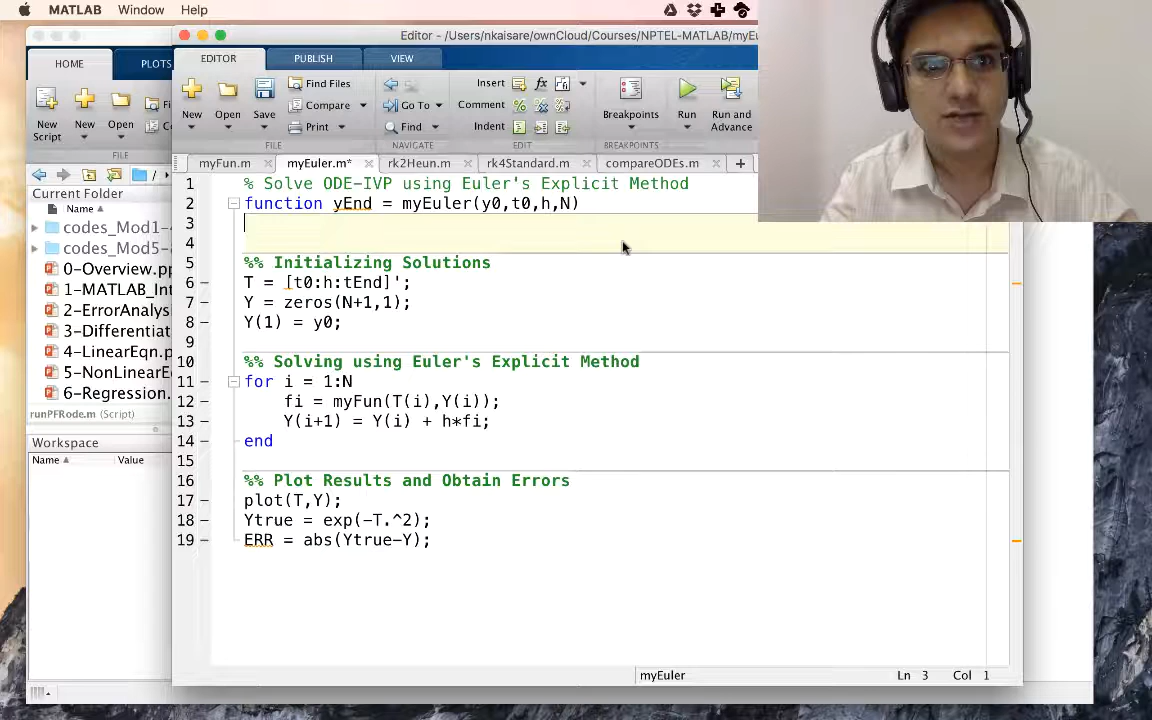 MATLAB Window Help
Editor - /Users/nkaisare/ownCloud/Courses/NPTEL-MATLAB/myEu
HOME PLOTS
EDITOR PUBLISH VIEW
New Script New Open
FILE
New Open Save Find Files Compare Print
FILE
Go To Find
NAVIGATE
Insert fx
Comment %
Indent
EDIT
Breakpoints
BREAKPOINTS
Run Run and Advance
myFun.m myEuler.m* rk2Heun.m rk4Standard.m compareODEs.m
Current Folder
Name
codes_Mod1-
codes_Mod5-
0-Overview.pp
1-MATLAB_Int
2-ErrorAnalys
3-Differentiat
4-LinearEqn.p
5-NonLinearE
6-Regression.
runPFRode.m (Script)
Workspace
Name Value
1 % Solve ODE-IVP using Euler's Explicit Method
2 function yEnd = myEuler(y0,t0,h,N)
3
4
5 %% Initializing Solutions
6 T = [t0:h:tEnd]';
7 Y = zeros(N+1,1);
8 Y(1) = y0;
9
10 %% Solving using Euler's Explicit Method
11 for i = 1:N
12 fi = myFun(T(i),Y(i));
13 Y(i+1) = Y(i) + h*fi;
14 end
15
16 %% Plot Results and Obtain Errors
17 plot(T,Y);
18 Ytrue = exp(-T.^2);
19 ERR = abs(Ytrue-Y);
myEuler Ln 3 Col 1